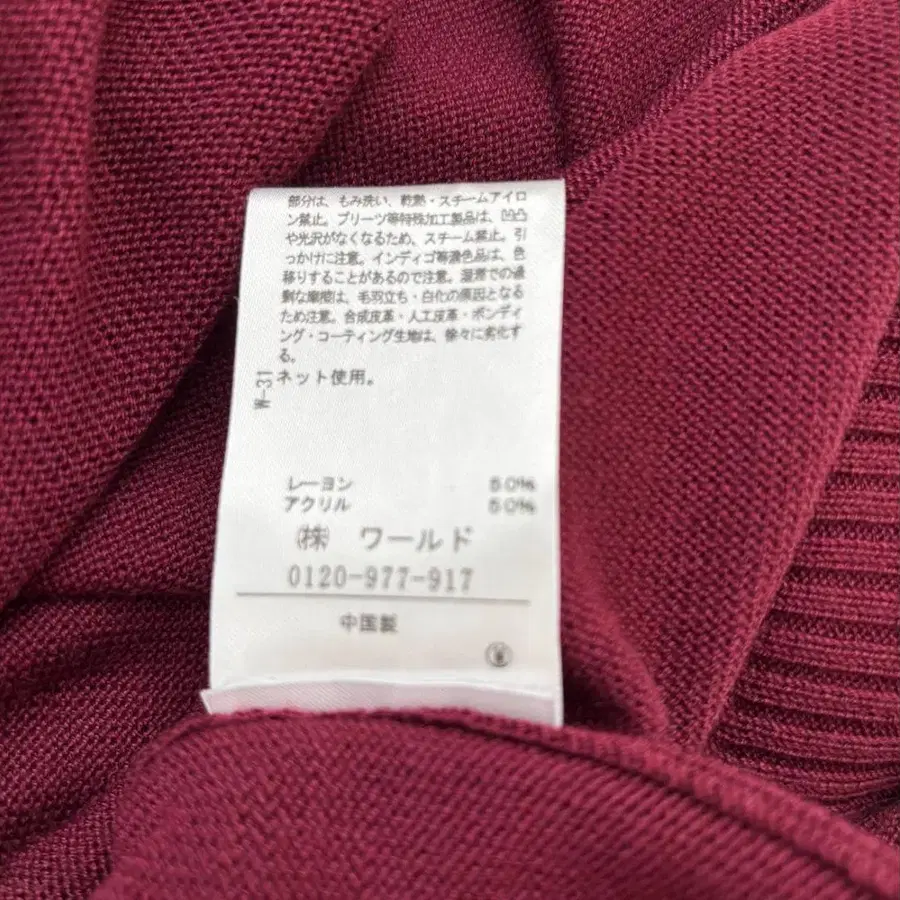 部分は、もみ洗い、乾熱・スチームアイロ
ン禁止。プリーツ等特殊加工製品は、凹凸
や光沢がなくなるため、スチーム禁止。引
っかけに注意。インディゴ等濃色品は、色
移りすることがあるので注意。湿潤での過
剰な摩擦は、毛羽立ち・白化の原因となる
ため注意。合成皮革・人工皮革・ボンディ
ング・コーティング生地は、徐々に劣化す
る。
W-31
ネット使用。
レーヨン 50%
アクリル 50%
㈱ ワールド
0120-977-917
中国製